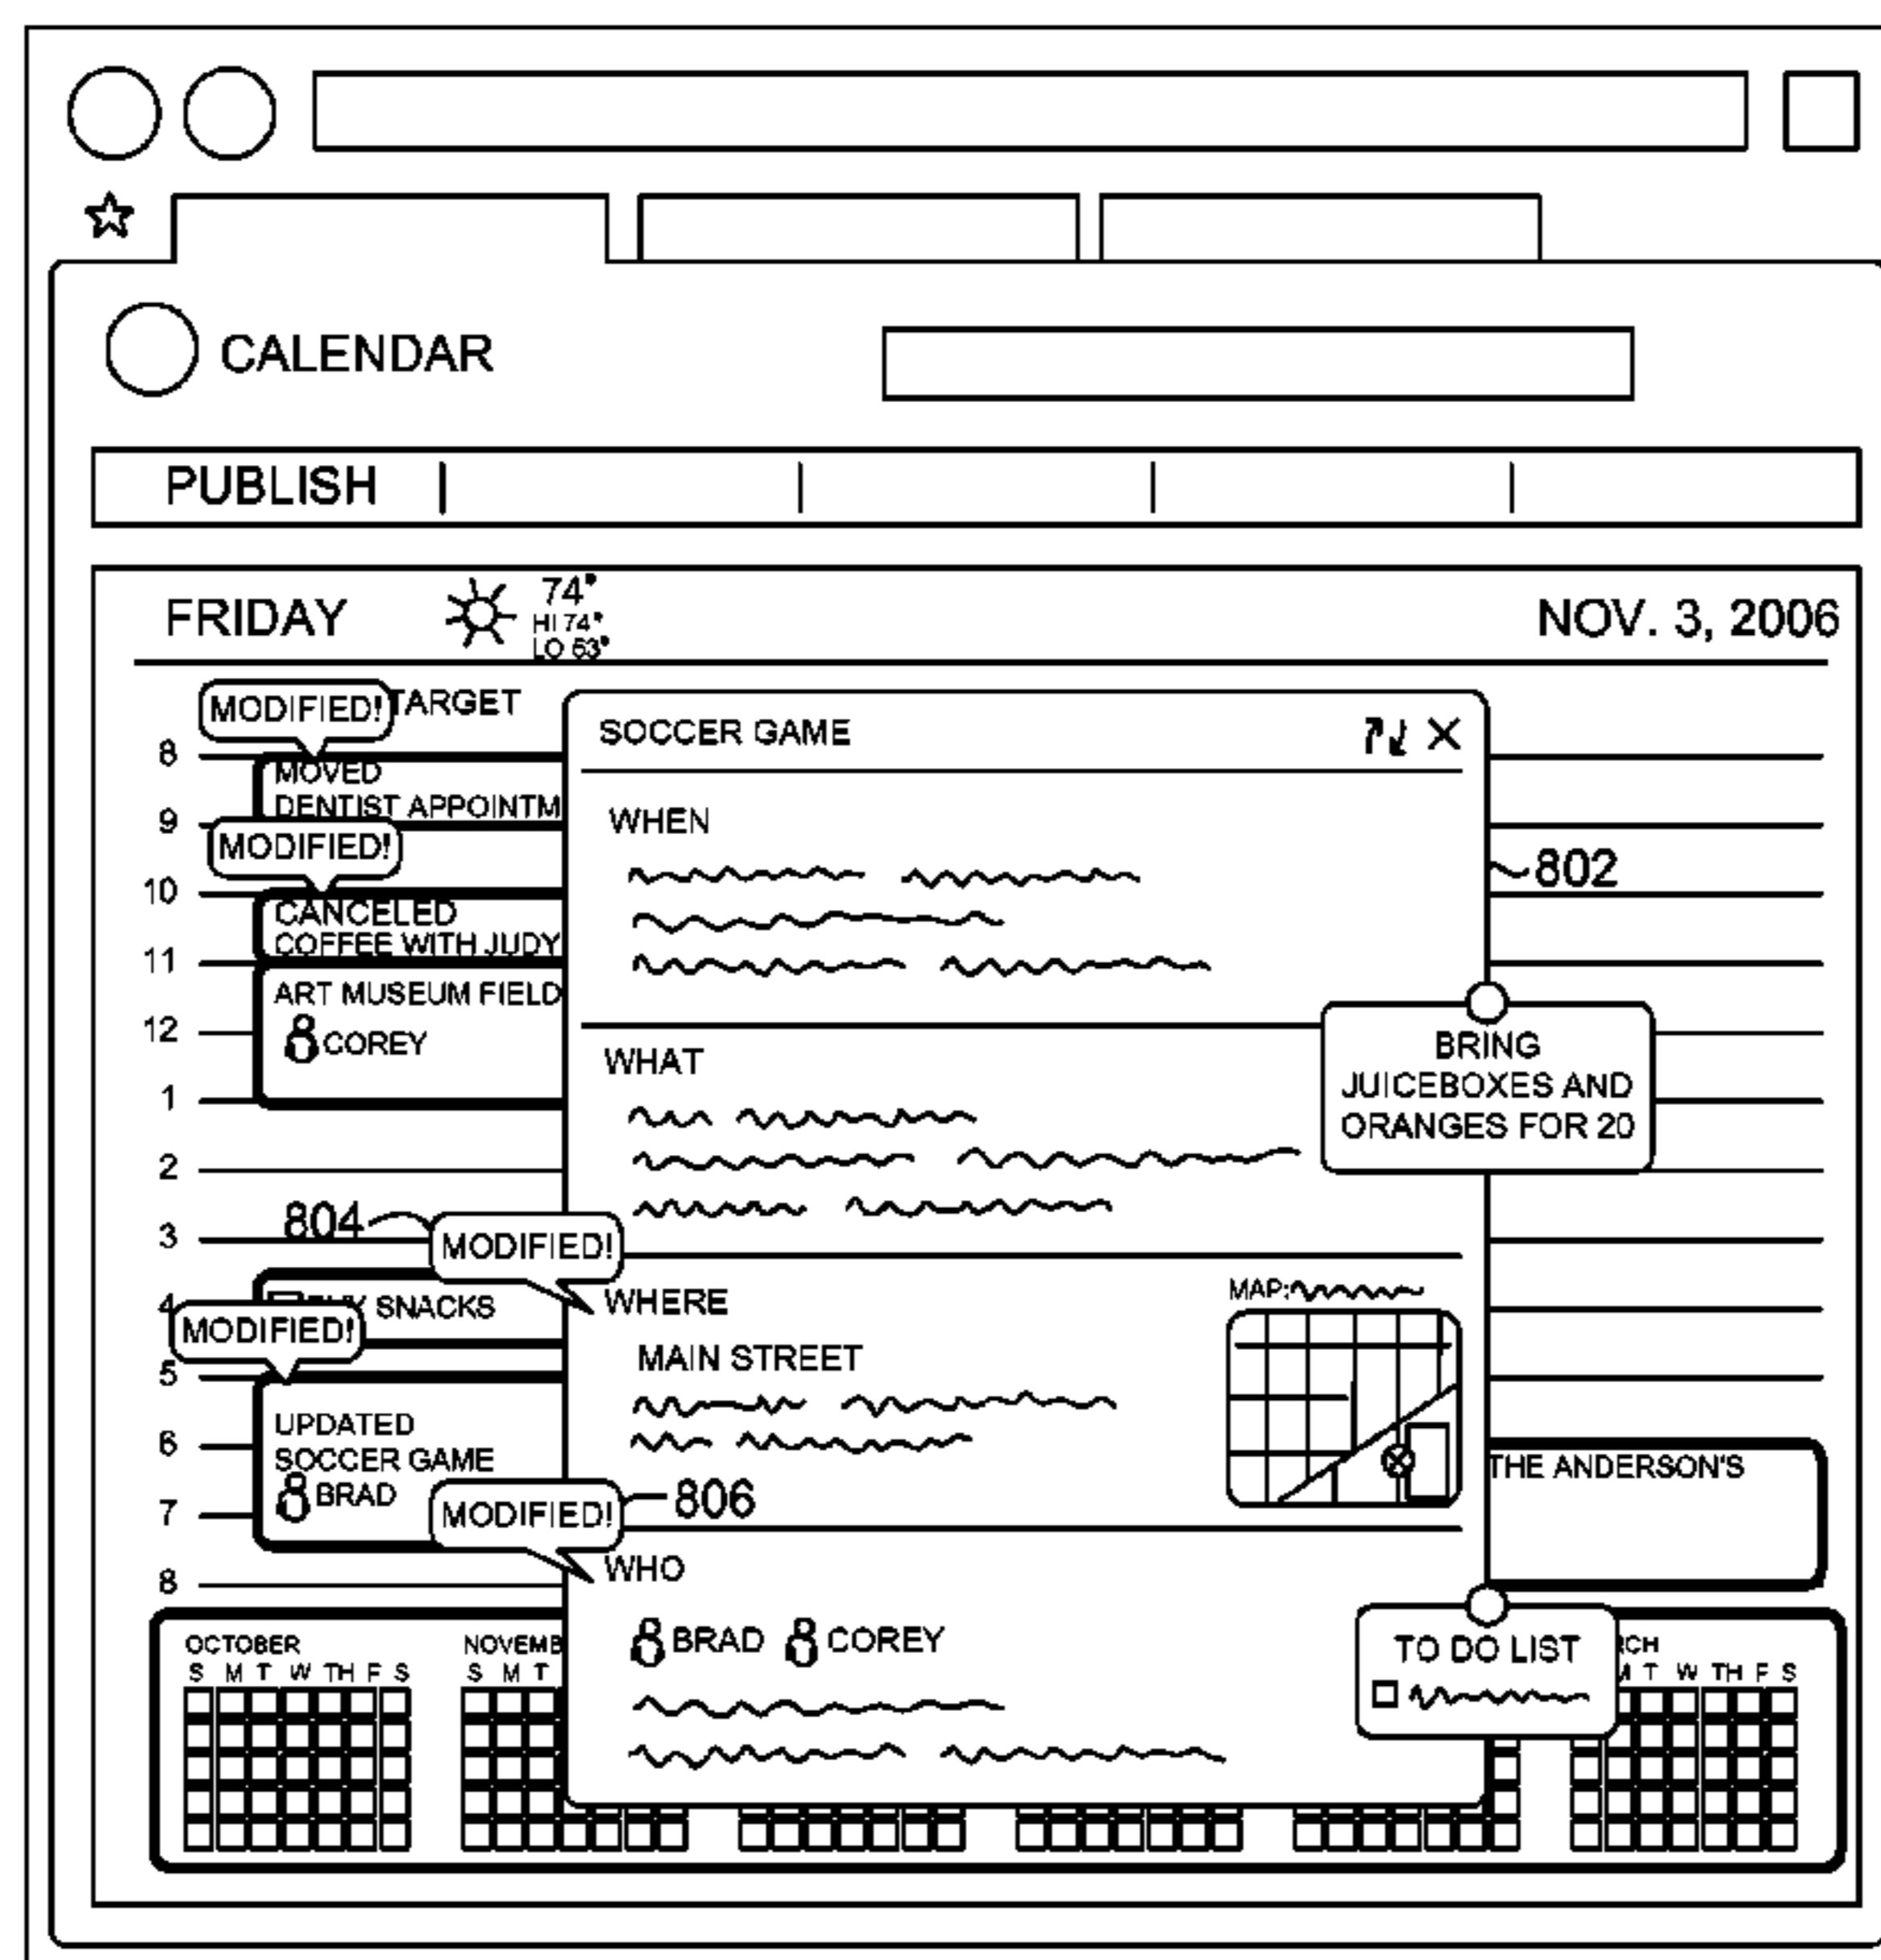 CALENDAR
PUBLISH
FRIDAY
74°
HI 74°
LO 53°
NOV. 3, 2006
MODIFIED!
TARGET
8
MOVED
DENTIST APPOINTM
9
MODIFIED!
10
CANCELED
COFFEE WITH JUDY
11
ART MUSEUM FIELD
12
COREY
1
2
3
804
4
SNACKS
MODIFIED!
5
UPDATED
6
SOCCER GAME
BRAD
7
8
SOCCER GAME
WHEN
802
WHAT
BRING
JUICEBOXES AND
ORANGES FOR 20
MODIFIED!
WHERE
MAP:
MAIN STREET
MODIFIED!
806
THE ANDERSON'S
WHO
BRAD COREY
TO DO LIST
OCTOBER
S M T W TH F S
NOVEMB
S M T
RCH
M T W TH F S